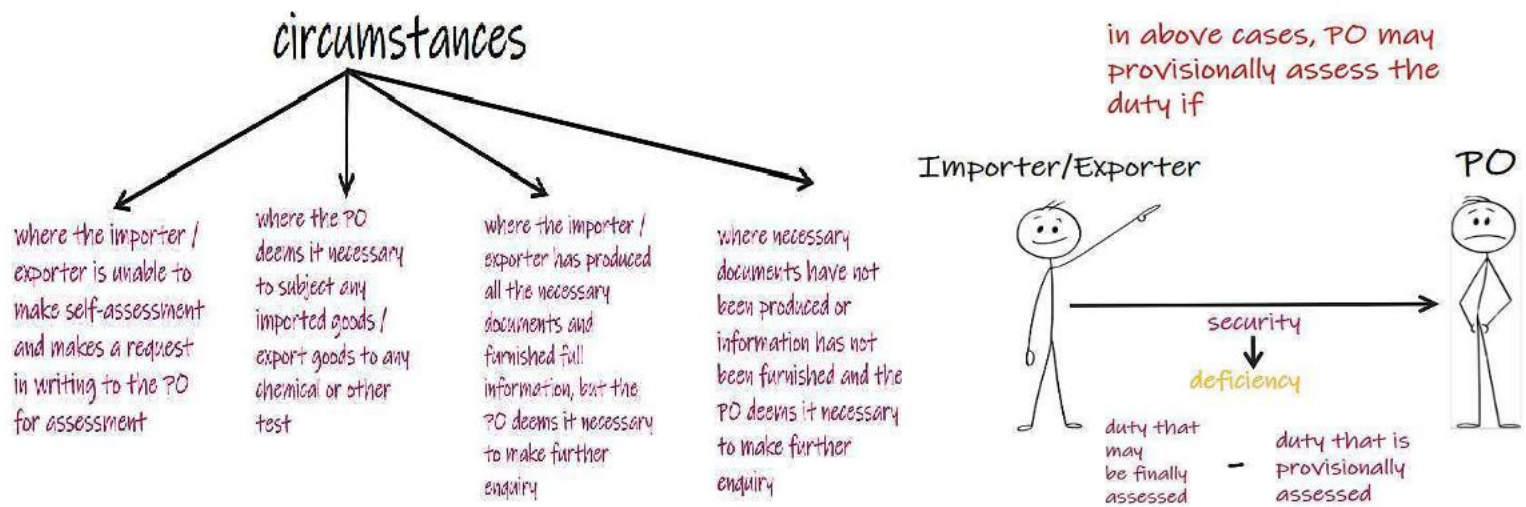 circumstances
where the importer /
exporter is unable to
make self-assessment
and makes a request
in writing to the PO
for assessment
where the PO
deems it necessary
to subject any
imported goods /
export goods to any
chemical or other
test
where the importer /
exporter has produced
all the necessary
documents and
furnished full
information, but the
PO deems it necessary
to make further
enquiry
where necessary
documents have not
been produced or
information has not
been furnished and the
PO deems it necessary
to make further
enquiry
in above cases, PO may
provisionally assess the
duty if
Importer/Exporter
PO
security
deficiency
duty that
may
be finally
assessed
-
duty that is
provisionally
assessed